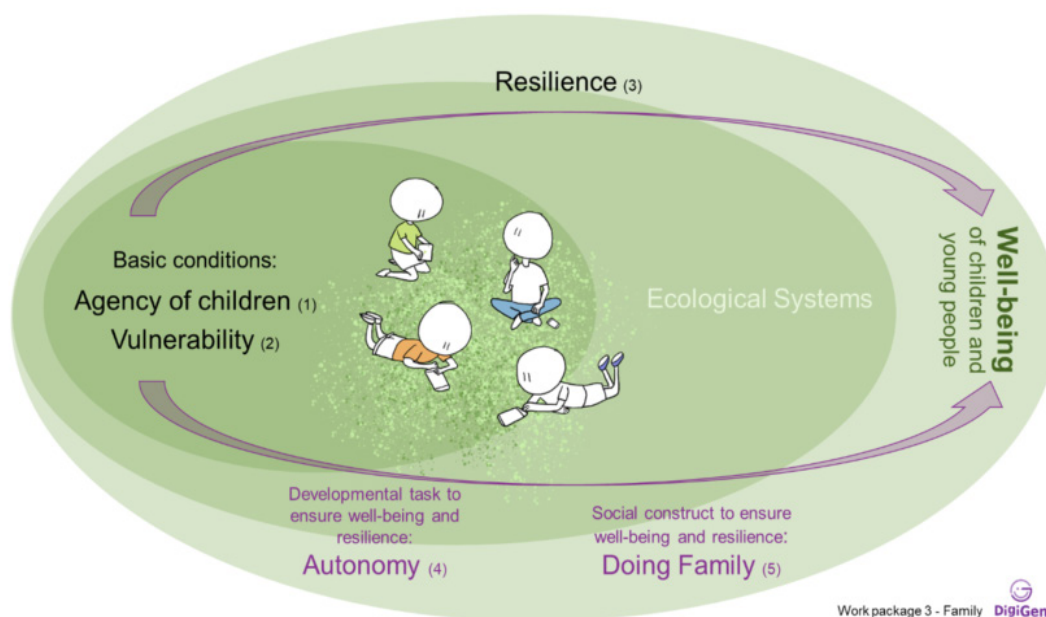 Resilience (3)
Basic conditions:
Agency of children (1)
Vulnerability (2)
Ecological Systems
Well-being
of children and
young people
Developmental task to
ensure well-being and
resilience:
Autonomy (4)
Social construct to ensure
well-being and resilience:
Doing Family (5)
Work package 3 - Family
DigiGen